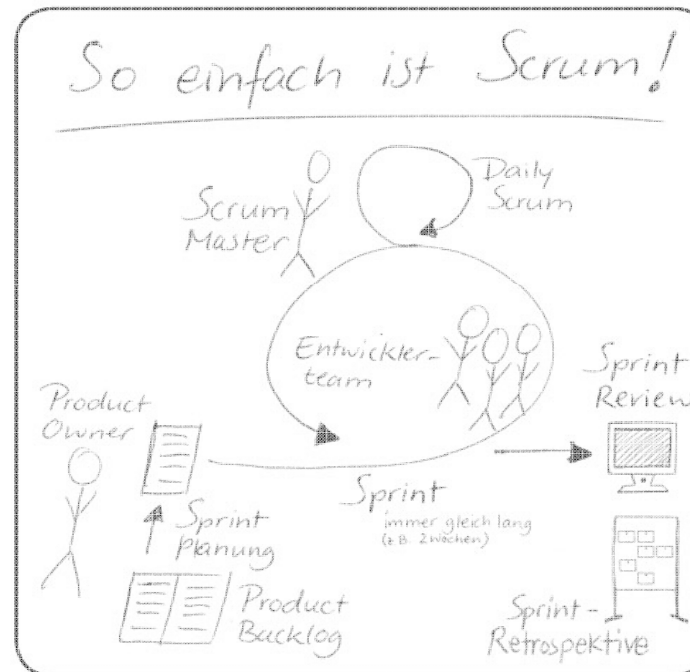 So einfach ist Scrum!
Daily
Scrum
Scrum
Master
Entwickler-
team
Sprint
Review
Product
Owner
Sprint
immer gleich lang
(z.B. 2 Wochen)
Sprint
planung
Product
Backlog
Sprint-
Retrospektive